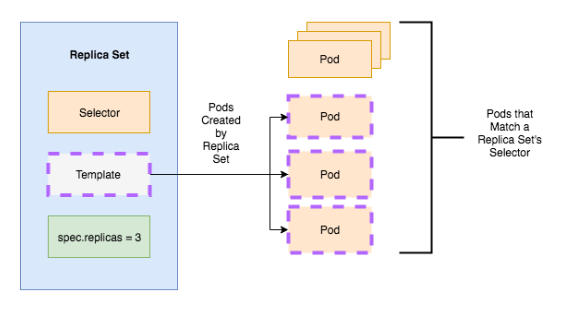 Replica Set
Selector
Template
spec.replicas = 3
Pods
Created
by
Replica
Set
Pod
Pod
Pod
Pod
Pods that
Match a
Replica Set's
Selector